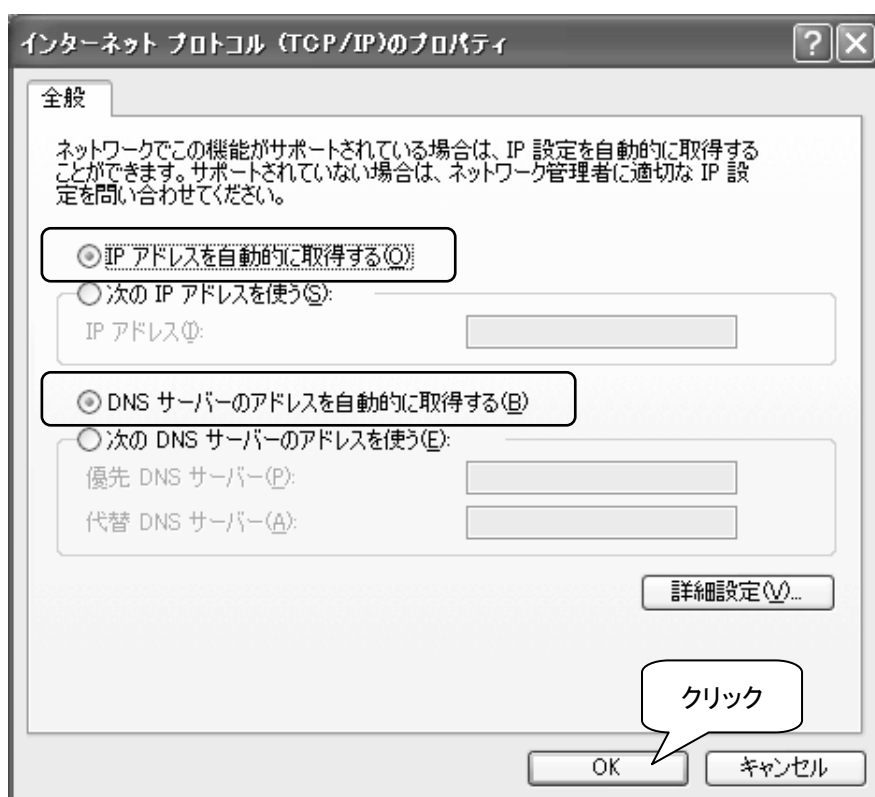 インターネット プロトコル (TCP/IP)のプロパティ
全般
ネットワークでこの機能がサポートされている場合は、IP 設定を自動的に取得する
ことができます。サポートされていない場合は、ネットワーク管理者に適切な IP 設
定を問い合わせてください。
IP アドレスを自動的に取得する(O)
次の IP アドレスを使う(S):
IP アドレス(I):
DNS サーバーのアドレスを自動的に取得する(B)
次の DNS サーバーのアドレスを使う(E):
優先 DNS サーバー(P):
代替 DNS サーバー(A):
詳細設定(V)...
クリック
OK
キャンセル